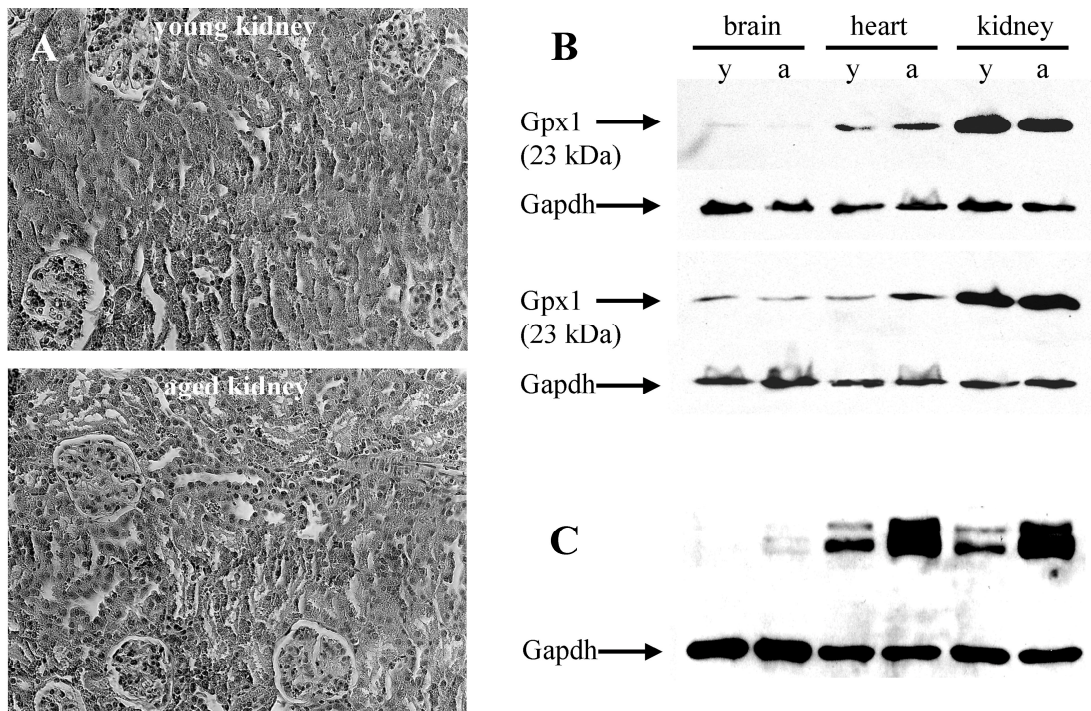 A
young kidney
aged kidney
B
brain heart kidney
y a y a y a
Gpx1
(23 kDa)
Gapdh
Gpx1
(23 kDa)
Gapdh
C
Gapdh